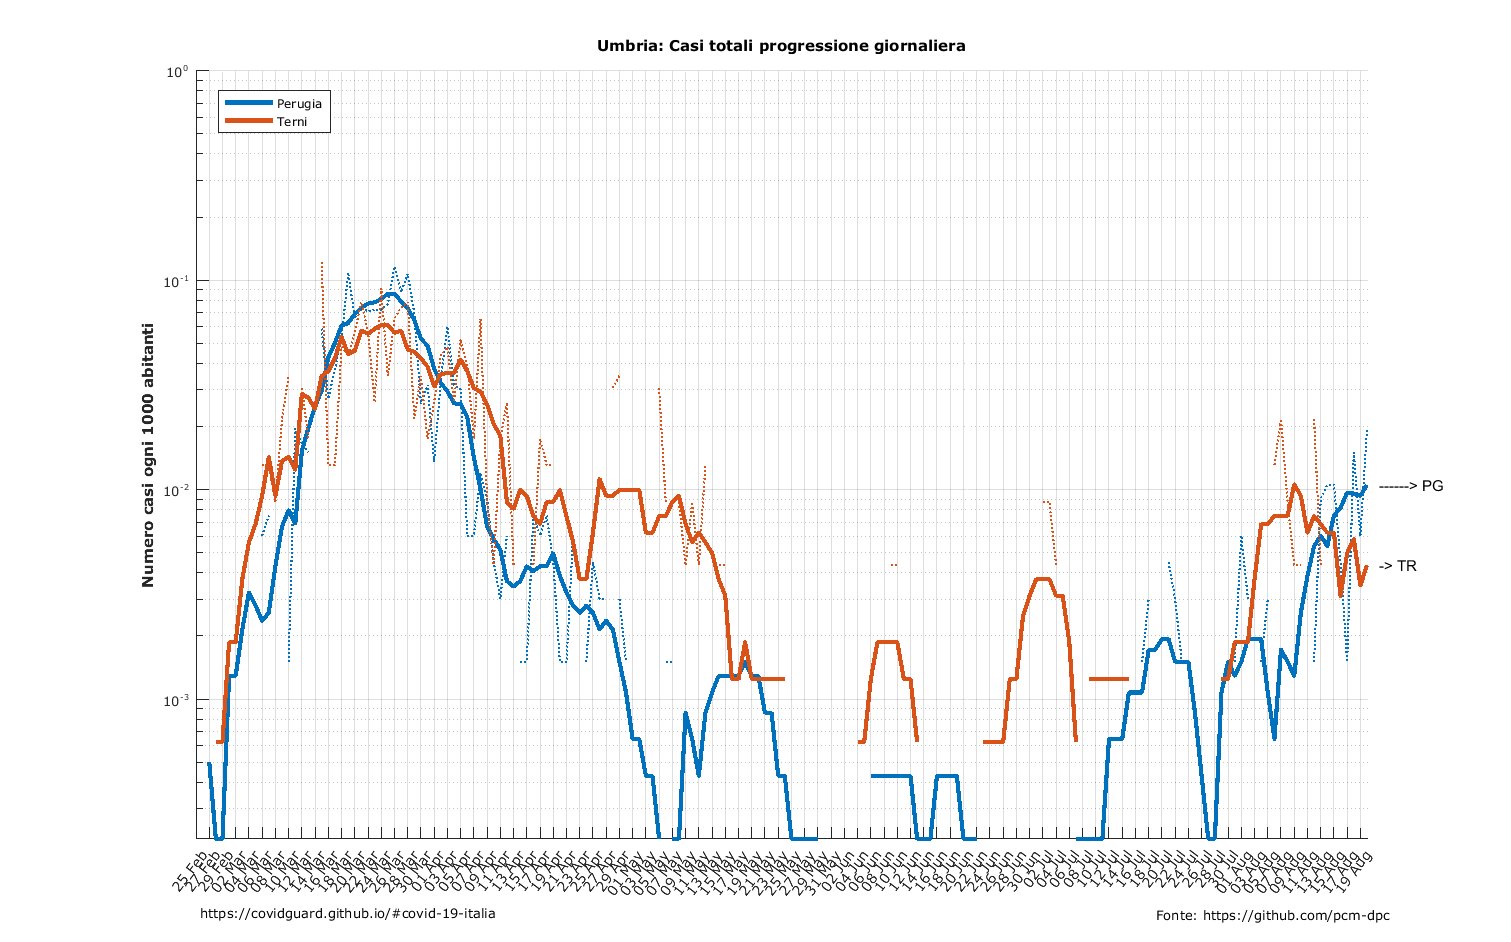 Umbria: Casi totali progressione giornaliera
10^0
10^-1
10^-2
10^-3
Numero casi ogni 1000 abitanti
Perugia
Terni
------> PG
-> TR
25 Feb
27 Feb
29 Feb
02 Mar
04 Mar
06 Mar
08 Mar
10 Mar
12 Mar
14 Mar
16 Mar
18 Mar
20 Mar
22 Mar
24 Mar
26 Mar
28 Mar
30 Mar
01 Apr
03 Apr
05 Apr
07 Apr
09 Apr
11 Apr
13 Apr
15 Apr
17 Apr
19 Apr
21 Apr
23 Apr
25 Apr
27 Apr
29 Apr
01 May
03 May
05 May
07 May
09 May
11 May
13 May
15 May
17 May
19 May
21 May
23 May
25 May
27 May
29 May
31 May
02 Jun
04 Jun
06 Jun
08 Jun
10 Jun
12 Jun
14 Jun
16 Jun
18 Jun
20 Jun
22 Jun
24 Jun
26 Jun
28 Jun
30 Jun
02 Jul
04 Jul
06 Jul
08 Jul
10 Jul
12 Jul
14 Jul
16 Jul
18 Jul
20 Jul
22 Jul
24 Jul
26 Jul
28 Jul
30 Jul
01 Aug
03 Aug
05 Aug
07 Aug
09 Aug
11 Aug
13 Aug
15 Aug
17 Aug
19 Aug
https://covidguard.github.io/#covid-19-italia
Fonte: https://github.com/pcm-dpc